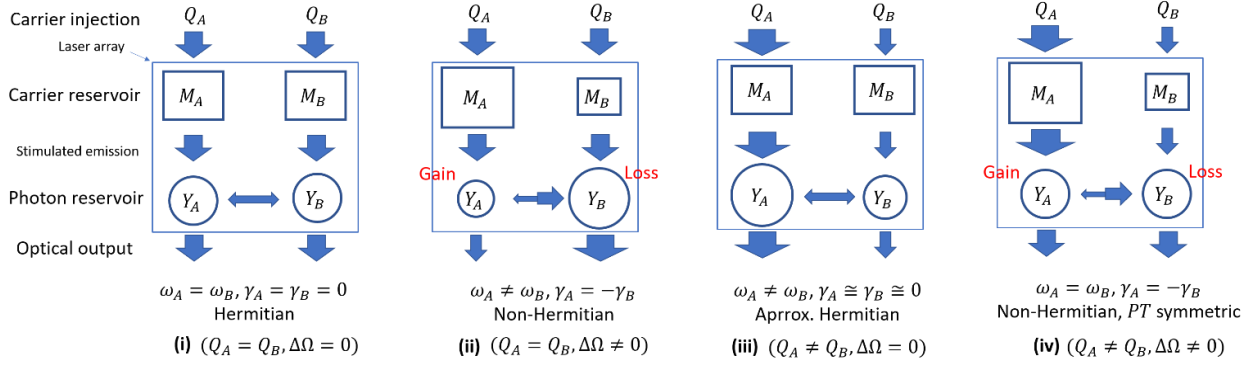 Carrier injection
Laser array
Carrier reservoir
Stimulated emission
Photon reservoir
Optical output
Q_A Q_B
M_A M_B
Y_A Y_B
ω_A = ω_B, γ_A = γ_B = 0
Hermitian
(i) (Q_A = Q_B, ΔΩ = 0)
Q_A Q_B
M_A M_B
Gain Loss
Y_A Y_B
ω_A ≠ ω_B, γ_A = −γ_B
Non-Hermitian
(ii) (Q_A = Q_B, ΔΩ ≠ 0)
Q_A Q_B
M_A M_B
Y_A Y_B
ω_A ≠ ω_B, γ_A ≅ γ_B ≅ 0
Aprrox. Hermitian
(iii) (Q_A ≠ Q_B, ΔΩ = 0)
Q_A Q_B
M_A M_B
Gain Loss
Y_A Y_B
ω_A = ω_B, γ_A = −γ_B
Non-Hermitian, PT symmetric
(iv) (Q_A ≠ Q_B, ΔΩ ≠ 0)